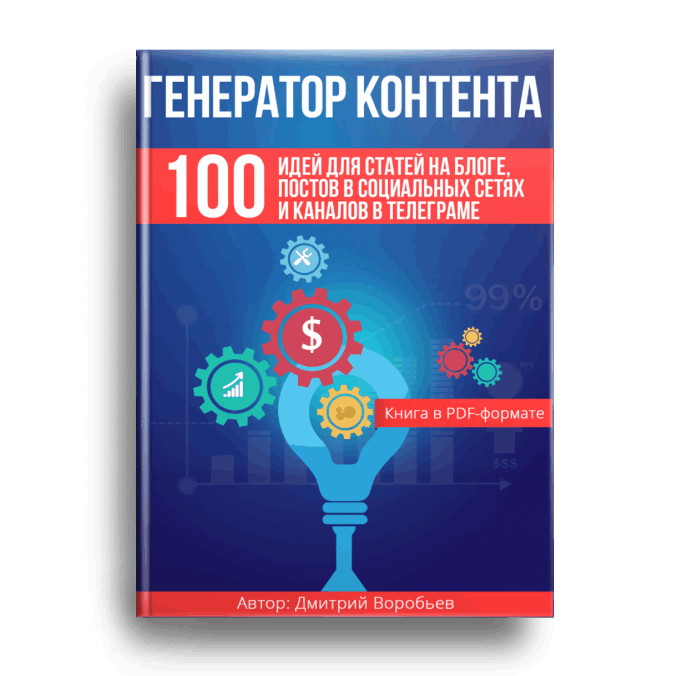 ГЕНЕРАТОР КОНТЕНТА
100
ИДЕЙ ДЛЯ СТАТЕЙ НА БЛОГЕ,
ПОСТОВ В СОЦИАЛЬНЫХ СЕТЯХ
И КАНАЛОВ В ТЕЛЕГРАМЕ
99%
$
Книга в PDF-формате
$$$
Автор: Дмитрий Воробьев